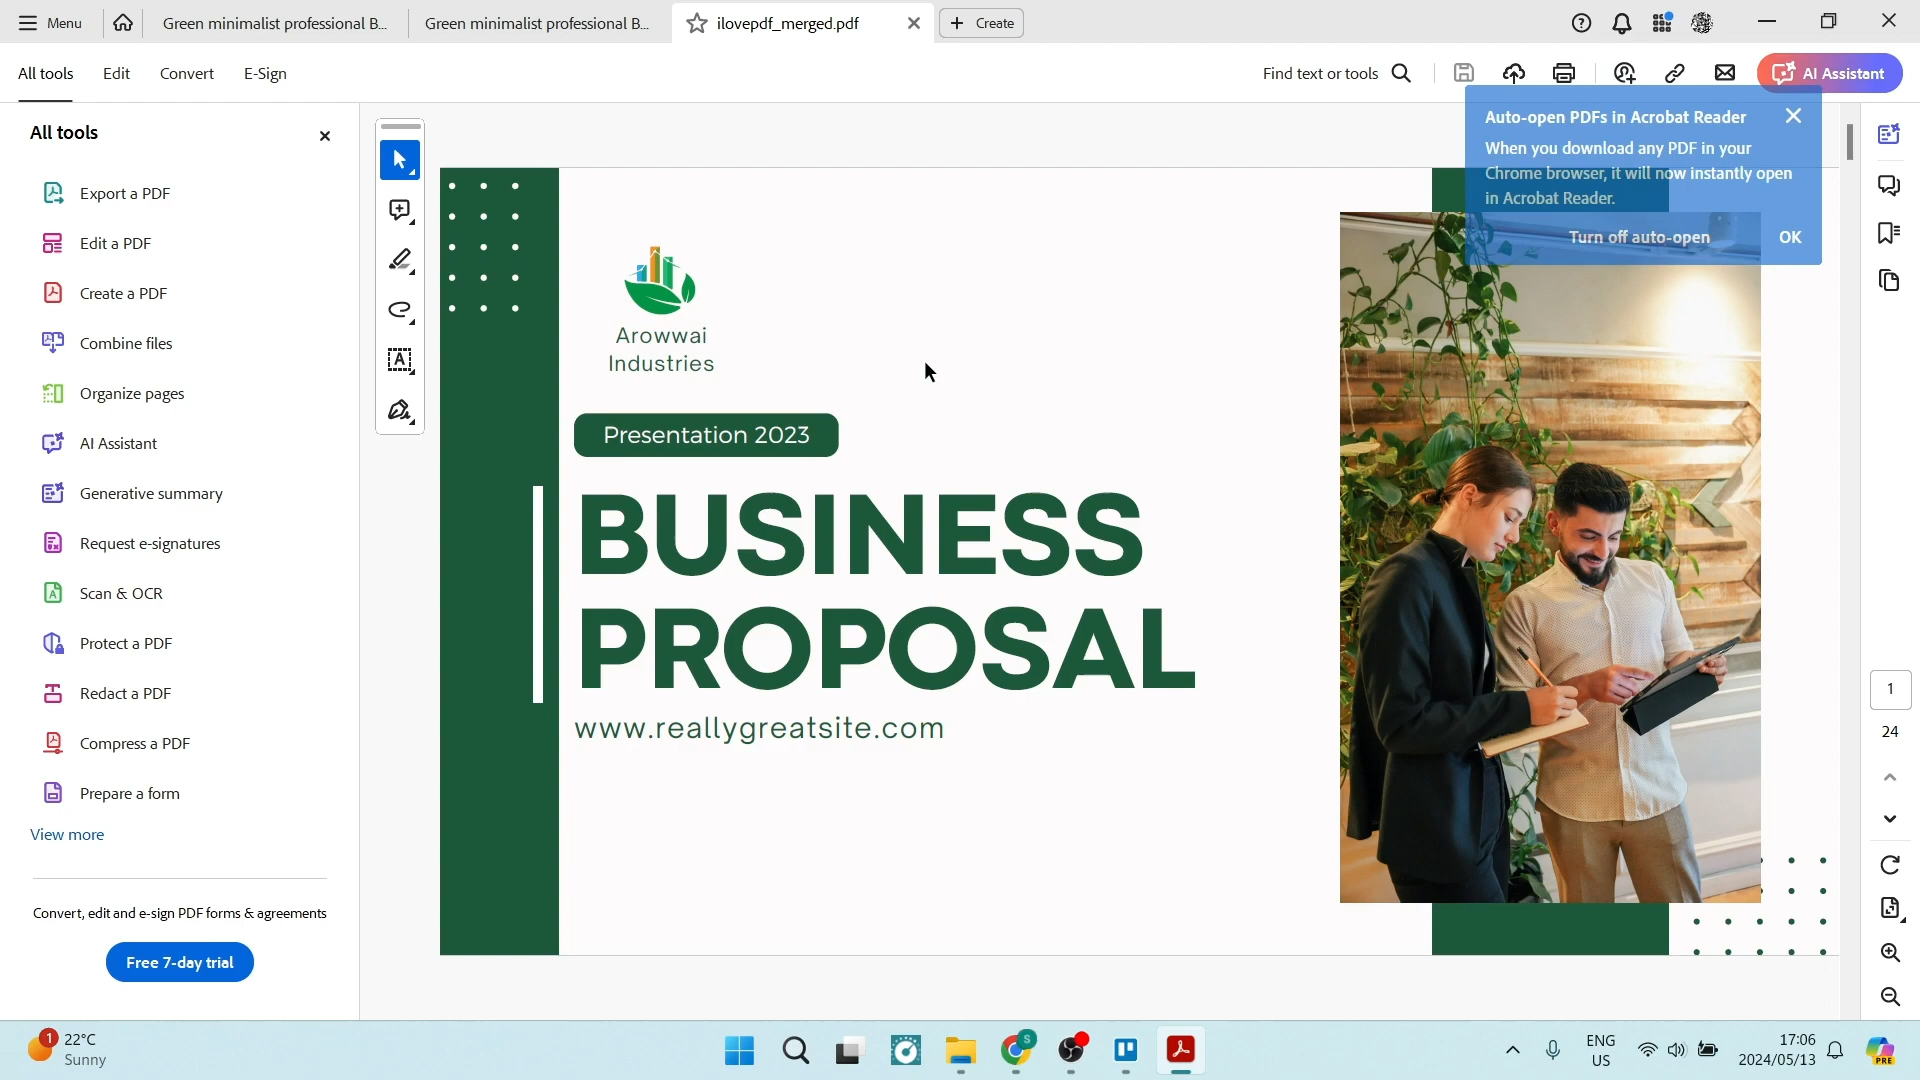 Menu
Green minimalist professional B...
Green minimalist professional B...
ilovepdf_merged.pdf
Create
All tools
Edit
Convert
E-Sign
Find text or tools
AI Assistant
All tools
Export a PDF
Edit a PDF
Create a PDF
Combine files
Organize pages
AI Assistant
Generative summary
Request e-signatures
Scan & OCR
Protect a PDF
Redact a PDF
Compress a PDF
Prepare a form
View more
Convert, edit and e-sign PDF forms & agreements
Free 7-day trial
Auto-open PDFs in Acrobat Reader
When you download any PDF in your
Chrome browser, it will now instantly open
in Acrobat Reader.
Turn off auto-open
OK
Arowwai
Industries
Presentation 2023
BUSINESS
PROPOSAL
www.reallygreatsite.com
1
24
1
22°C
Sunny
S
ENG
US
17:06
2024/05/13
PRE